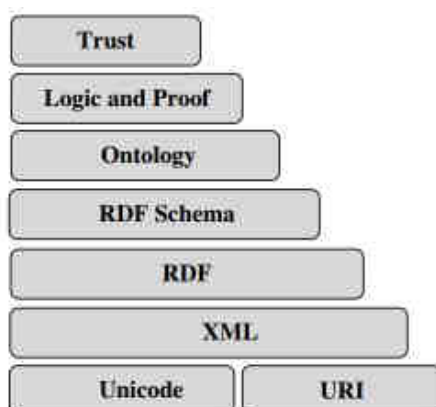 Trust
Logic and Proof
Ontology
RDF Schema
RDF
XML
Unicode URI